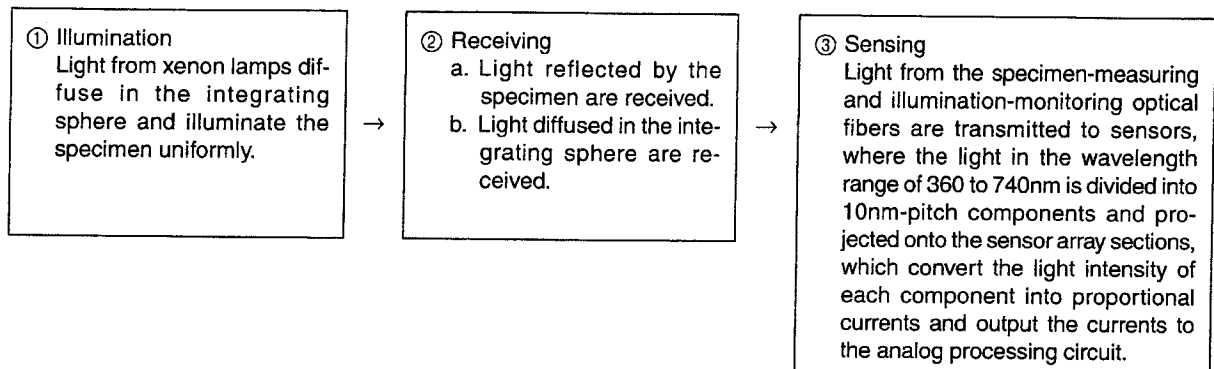 ① Illumination
Light from xenon lamps dif-
fuse in the integrating
sphere and illuminate the
specimen uniformly.
→
② Receiving
a. Light reflected by the
specimen are received.
b. Light diffused in the inte-
grating sphere are re-
ceived.
→
③ Sensing
Light from the specimen-measuring
and illumination-monitoring optical
fibers are transmitted to sensors,
where the light in the wavelength
range of 360 to 740nm is divided into
10nm-pitch components and pro-
jected onto the sensor array sections,
which convert the light intensity of
each component into proportional
currents and output the currents to
the analog processing circuit.